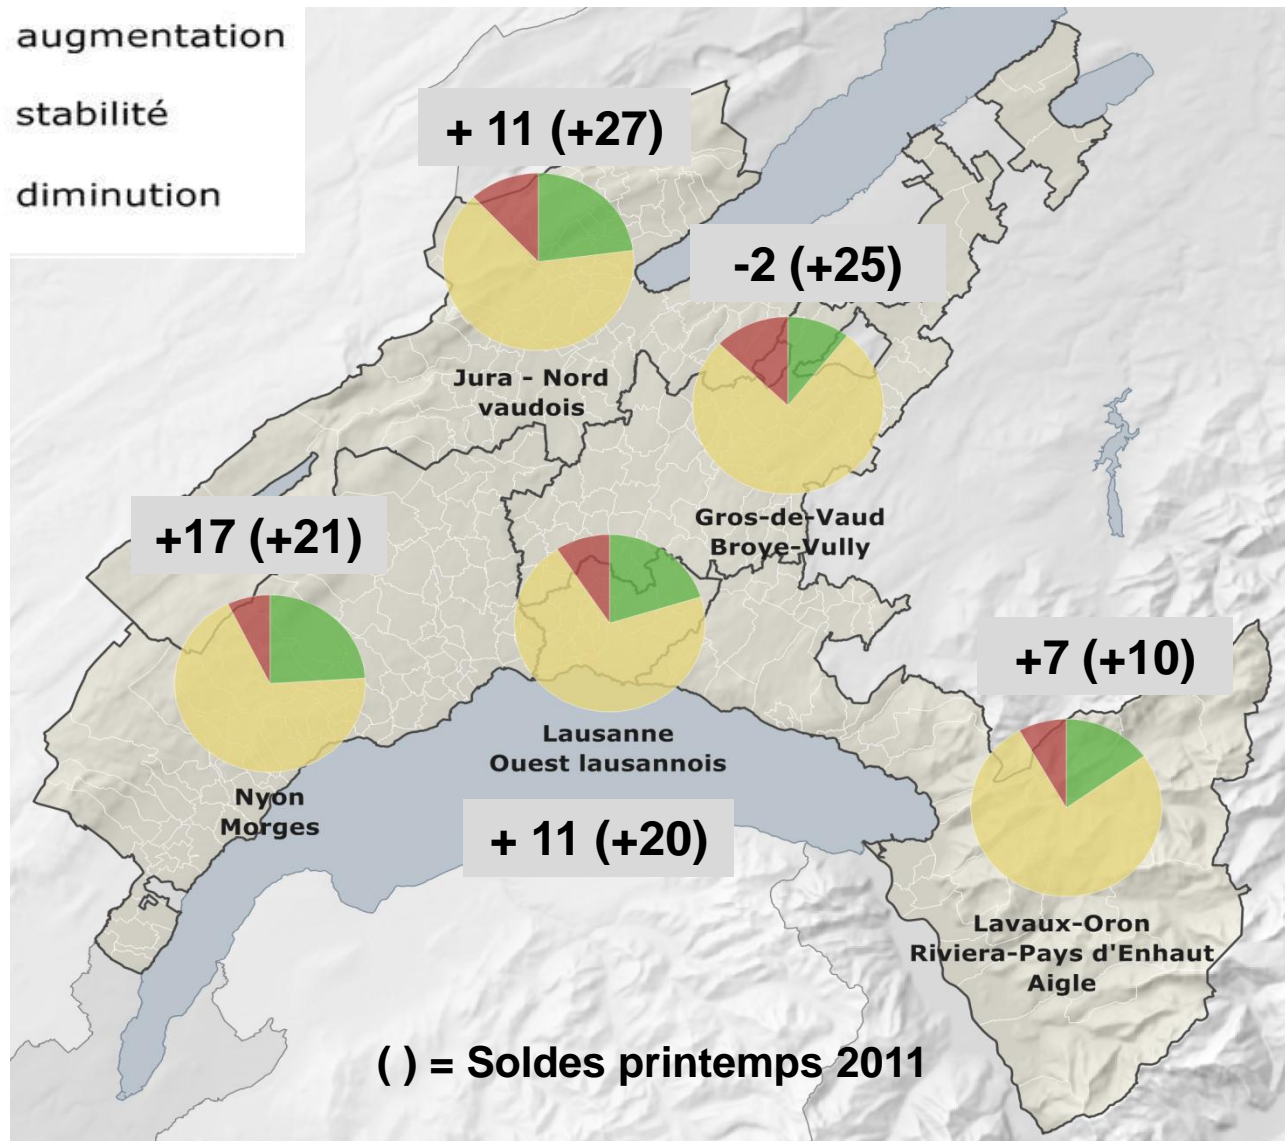 augmentation
stabilité
diminution
+ 11 (+27)
-2 (+25)
Jura - Nord
vaudois
+17 (+21)
Gros-de-Vaud
Broye-Vully
+7 (+10)
Lausanne
Ouest lausannois
Nyon
Morges
+ 11 (+20)
Lavaux-Oron
Riviera-Pays d'Enhaut
Aigle
( ) = Soldes printemps 2011